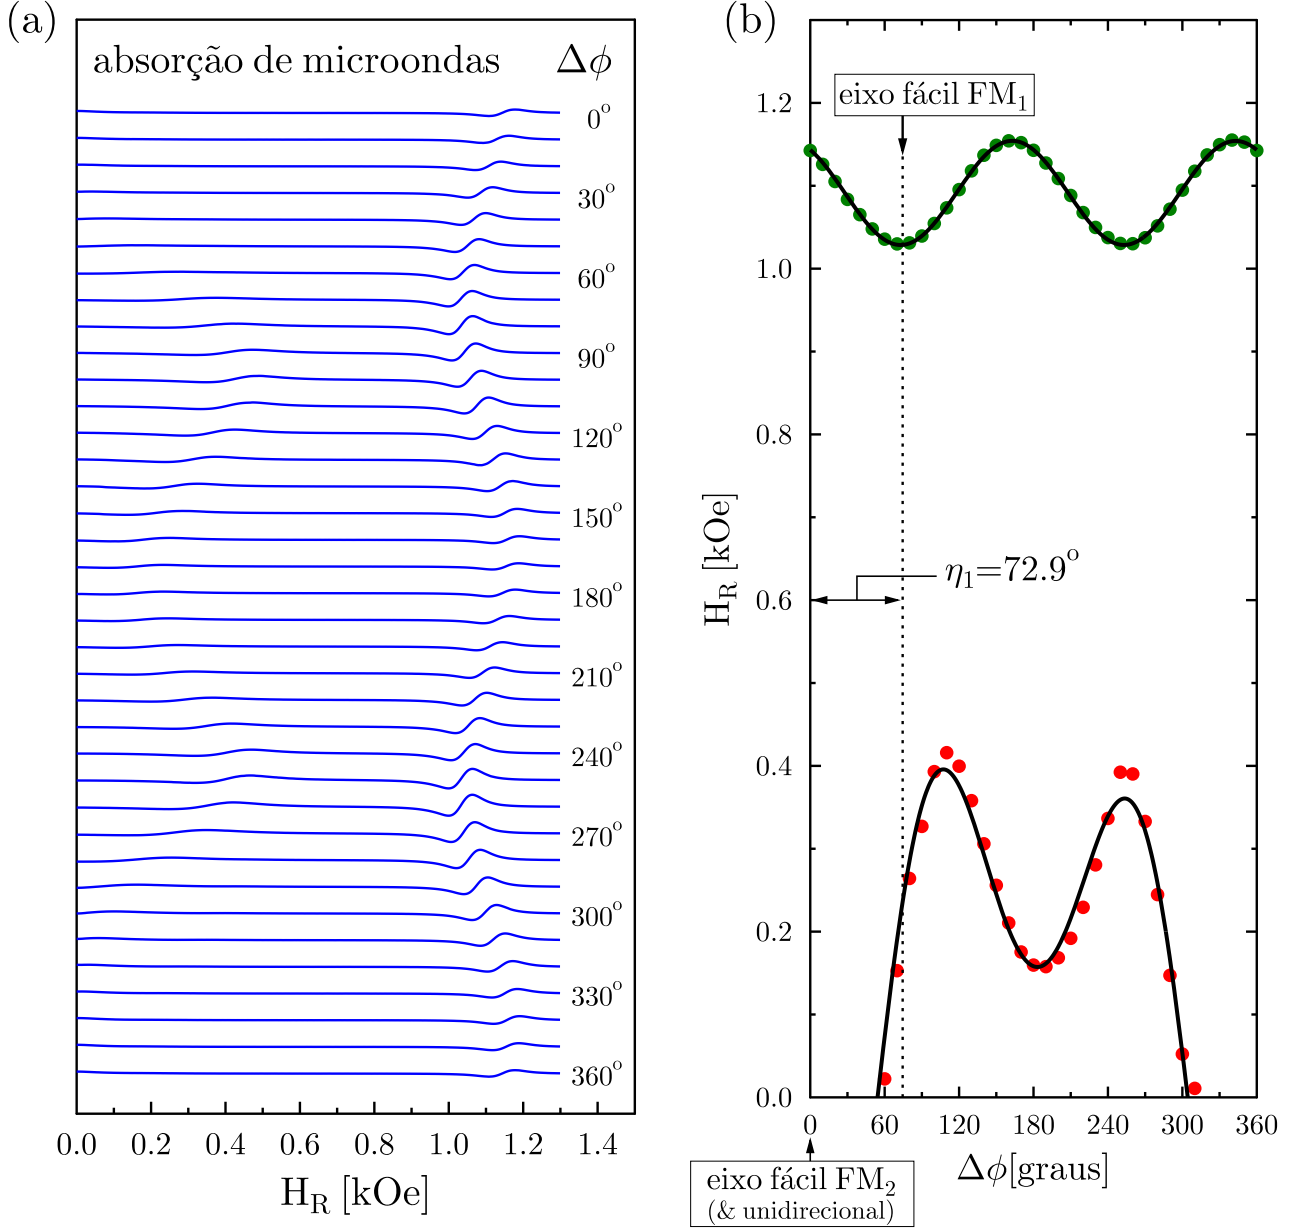 (a)
absorção de microondas Δϕ
0°
30°
60°
90°
120°
150°
180°
210°
240°
270°
300°
330°
360°
0.0 0.2 0.4 0.6 0.8 1.0 1.2 1.4
H_R [kOe]
(b)
eixo fácil FM₁
1.2
1.0
0.8
0.6
0.4
0.2
0.0
H_R [kOe]
η₁=72.9°
0 60 120 180 240 300 360
Δϕ[graus]
eixo fácil FM₂
(& unidirecional)